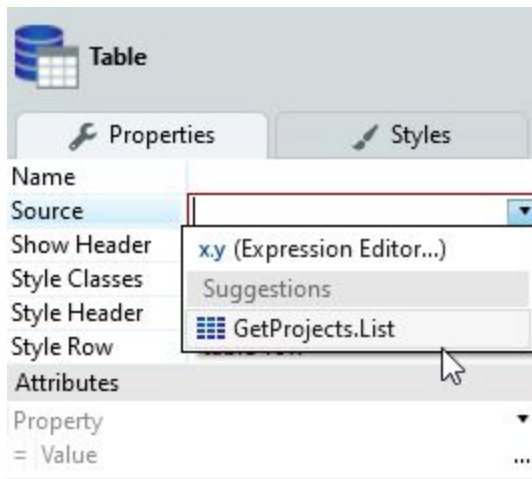 Table
Properties
Styles
Name
Source
x.y (Expression Editor...)
Show Header
Style Classes
Suggestions
Style Header
GetProjects.List
Style Row
Attributes
Property
= Value
...